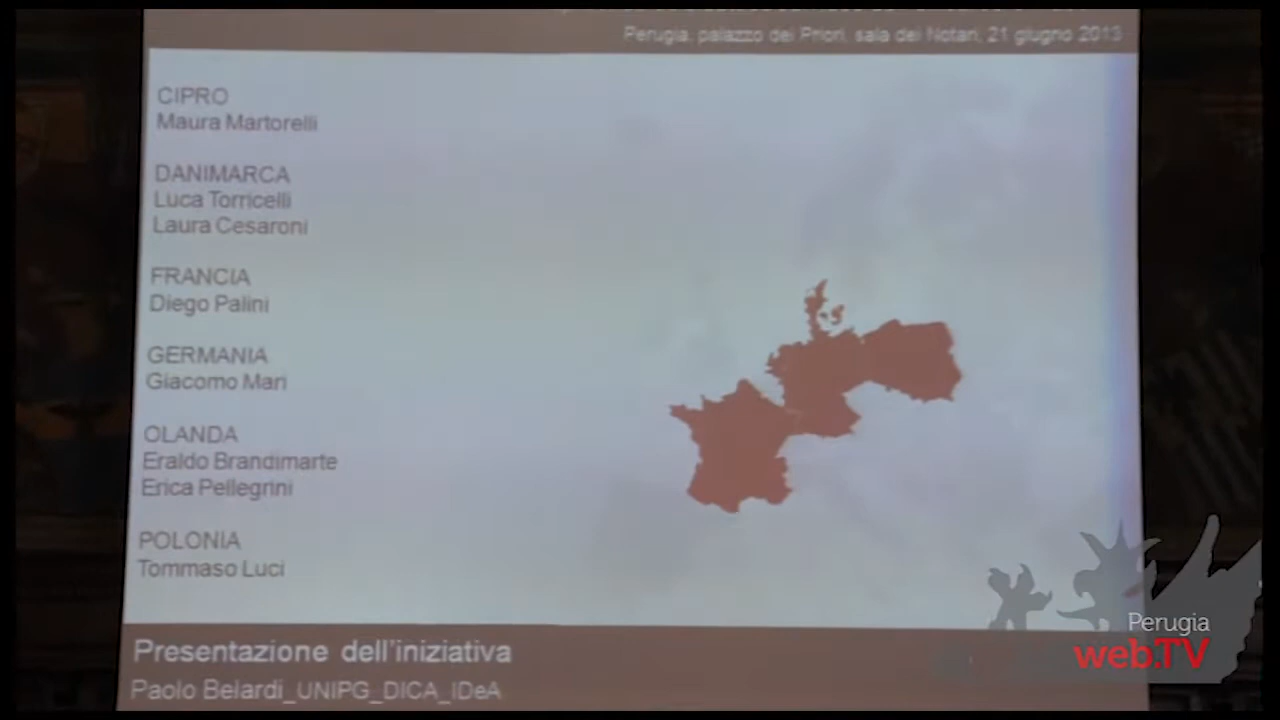 Perugia, palazzo dei Priori, sala dei Notari, 21 giugno 2013
CIPRO
Maura Martorelli
DANIMARCA
Luca Torricelli
Laura Cesaroni
FRANCIA
Diego Palini
GERMANIA
Giacomo Mari
OLANDA
Eraldo Brandimarte
Erica Pellegrini
POLONIA
Tommaso Luci
Presentazione dell'iniziativa
Paolo Belardi_UNIPG_DICA_IDeA
Perugia
web.TV